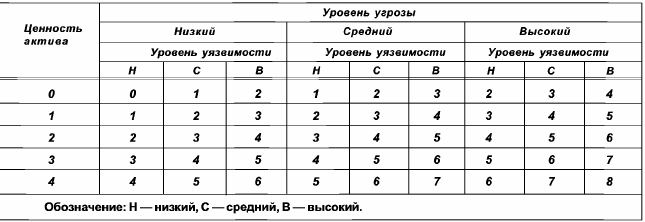 Ценность актива
Уровень угрозы
Низкий Средний Высокий
Уровень уязвимости Уровень уязвимости Уровень уязвимости
Н С В Н С В Н С В
0 0 1 2 1 2 3 2 3 4
1 1 2 3 2 3 4 3 4 5
2 2 3 4 3 4 5 4 5 6
3 3 4 5 4 5 6 5 6 7
4 4 5 6 5 6 7 6 7 8
Обозначение: Н — низкий, С — средний, В — высокий.